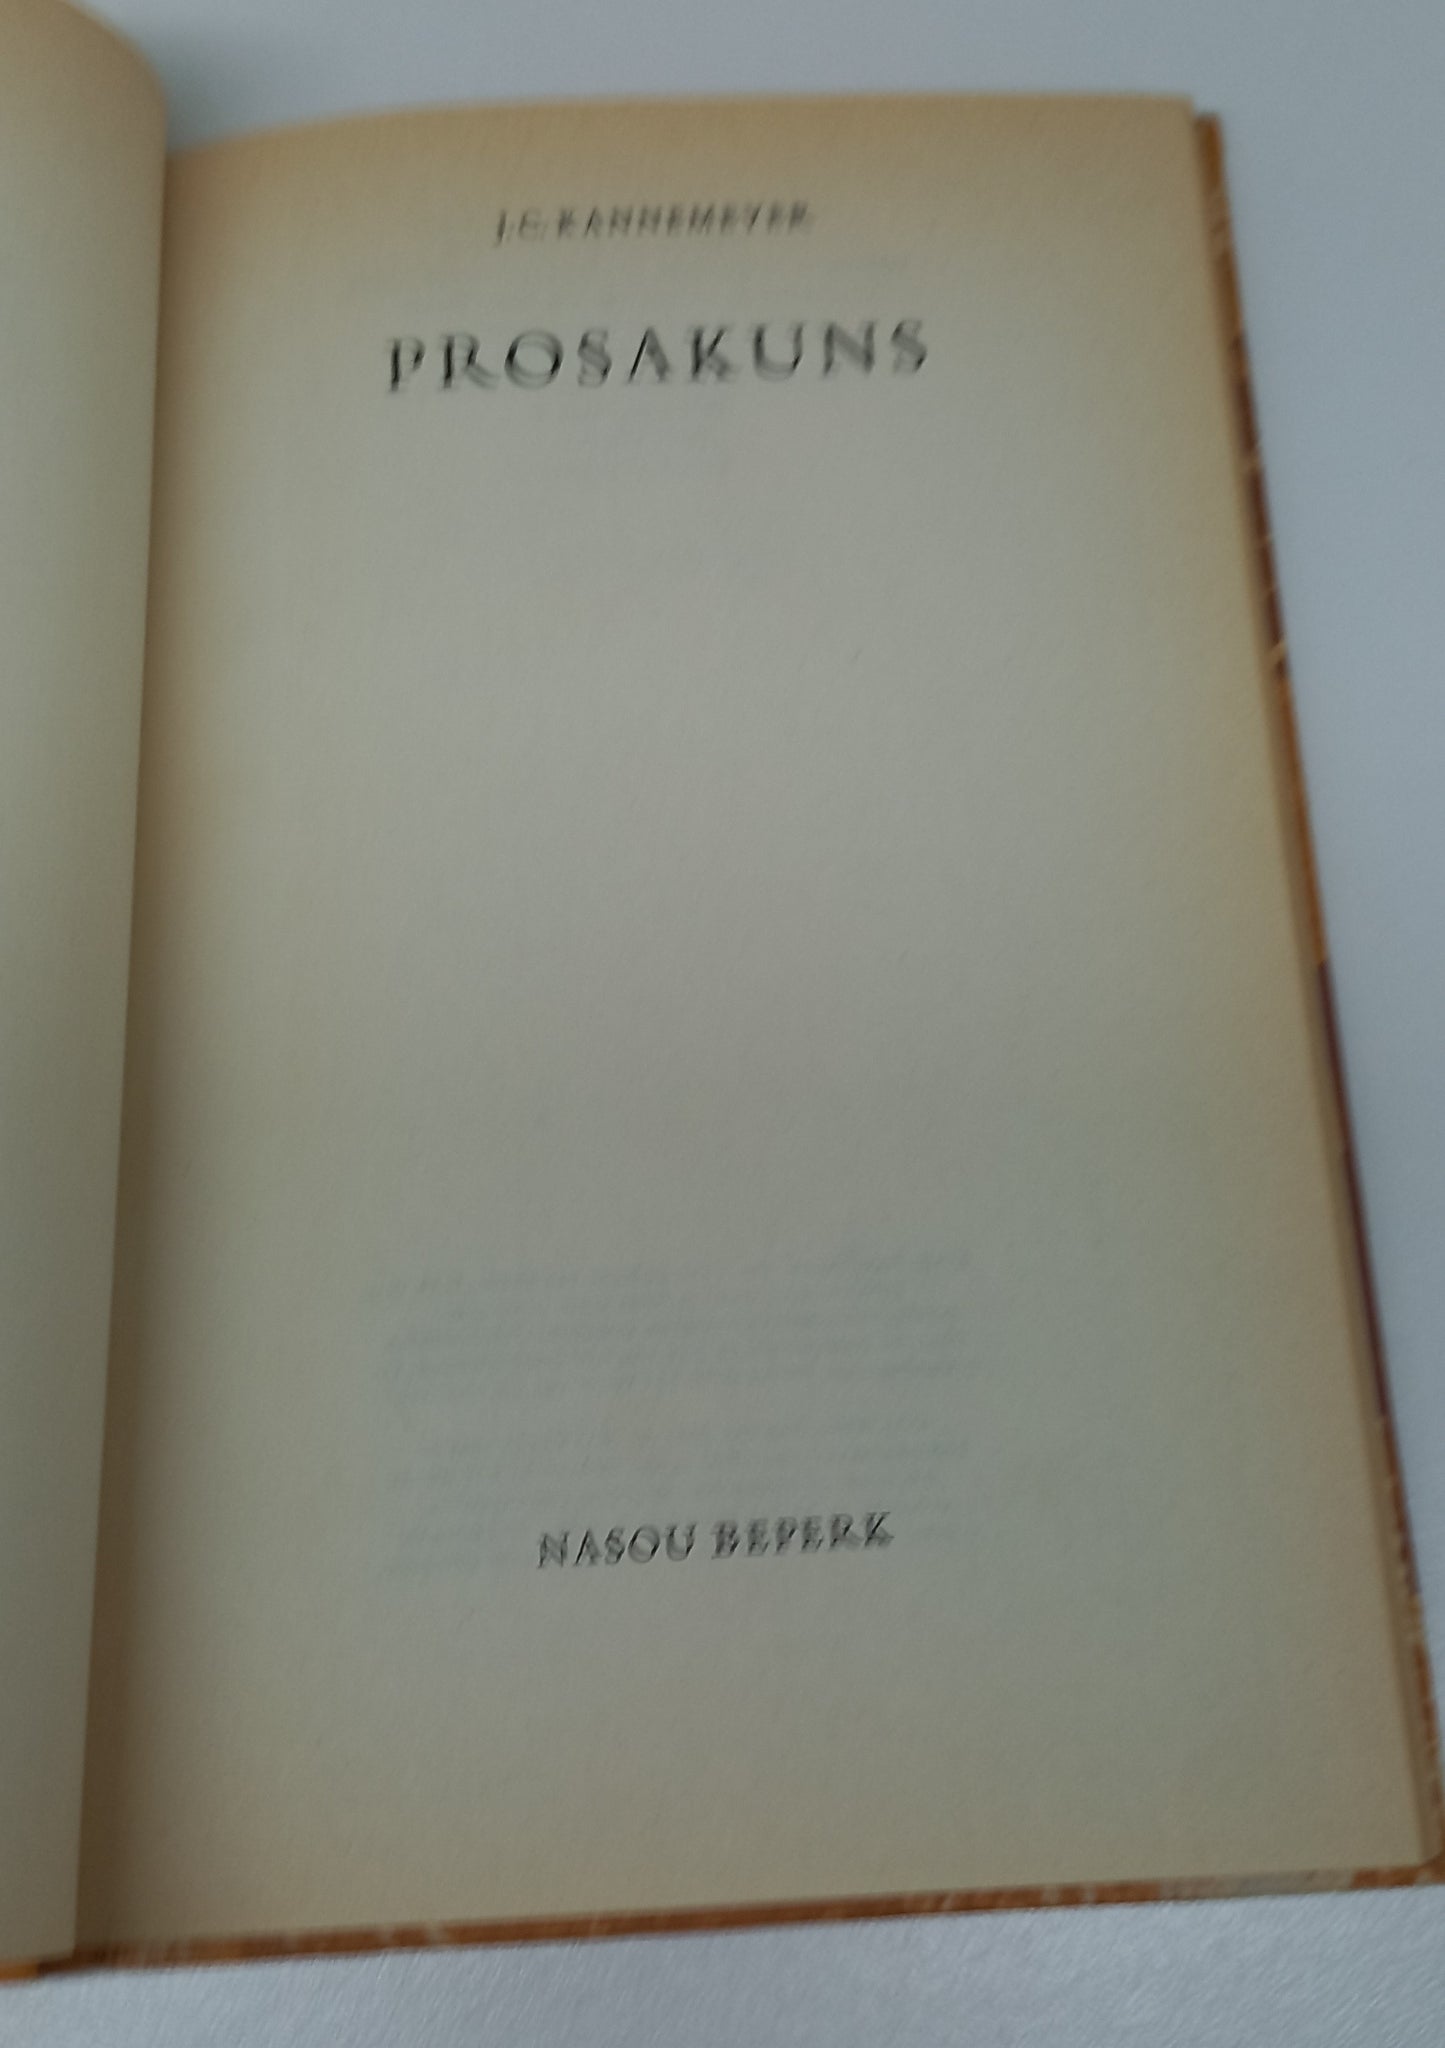 J.C. KANNEMEYER
PROSAKUNS
NASOU BEPERK